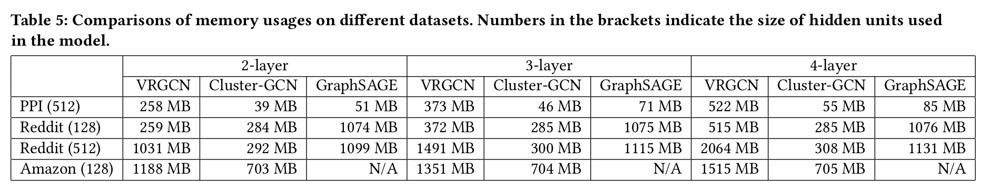 Table 5: Comparisons of memory usages on different datasets. Numbers in the brackets indicate the size of hidden units used
in the model.
2-layer 3-layer 4-layer
VRGCN Cluster-GCN GraphSAGE VRGCN Cluster-GCN GraphSAGE VRGCN Cluster-GCN GraphSAGE
PPI (512) 258 MB 39 MB 51 MB 373 MB 46 MB 71 MB 522 MB 55 MB 85 MB
Reddit (128) 259 MB 284 MB 1074 MB 372 MB 285 MB 1075 MB 515 MB 285 MB 1076 MB
Reddit (512) 1031 MB 292 MB 1099 MB 1491 MB 300 MB 1115 MB 2064 MB 308 MB 1131 MB
Amazon (128) 1188 MB 703 MB N/A 1351 MB 704 MB N/A 1515 MB 705 MB N/A